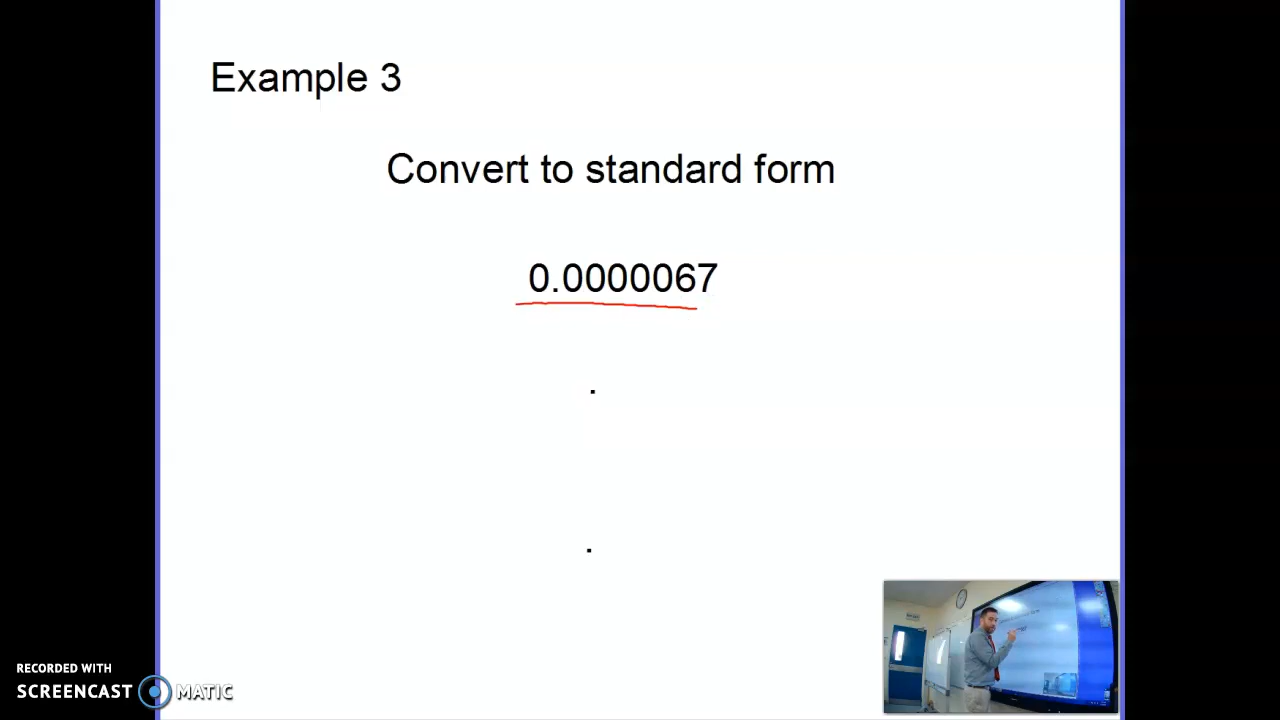 Example 3
Convert to standard form
0.0000067
.
.
RECORDED WITH
SCREENCAST MATIC